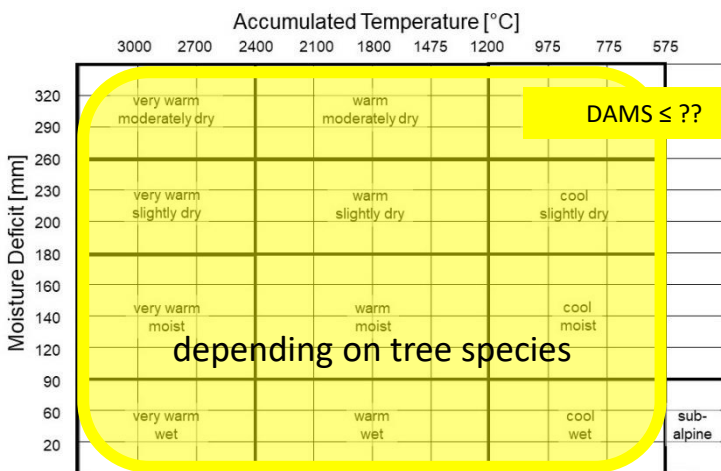 Accumulated Temperature [°C]
3000 2700 2400 2100 1800 1475 1200 975 775 575
Moisture Deficit [mm]
320
very warm
moderately dry
warm
moderately dry
DAMS ≤ ??
290
260
230
very warm
slightly dry
warm
slightly dry
cool
slightly dry
200
180
160
140
very warm
moist
warm
moist
cool
moist
depending on tree species
120
90
60
very warm
wet
warm
wet
cool
wet
sub-
alpine
20